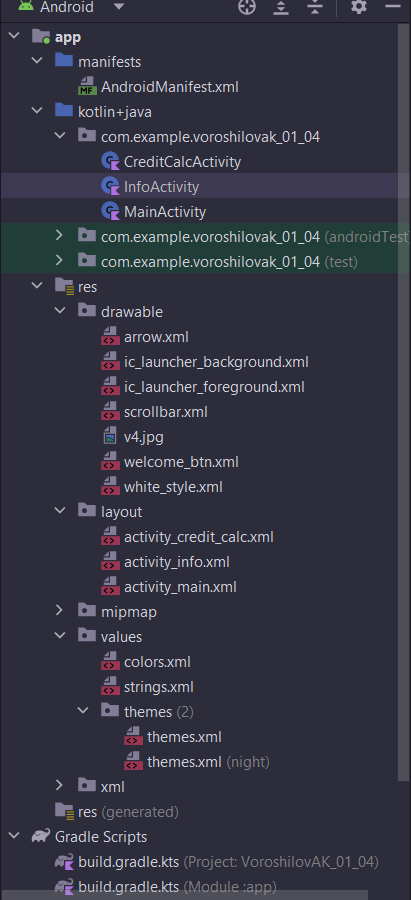 Android
app
manifests
AndroidManifest.xml
kotlin+java
com.example.voroshilovak_01_04
CreditCalcActivity
InfoActivity
MainActivity
com.example.voroshilovak_01_04 (androidTest
com.example.voroshilovak_01_04 (test)
res
drawable
arrow.xml
ic_launcher_background.xml
ic_launcher_foreground.xml
scrollbar.xml
v4.jpg
welcome_btn.xml
white_style.xml
layout
activity_credit_calc.xml
activity_info.xml
activity_main.xml
mipmap
values
colors.xml
strings.xml
themes (2)
themes.xml
themes.xml (night)
xml
res (generated)
Gradle Scripts
build.gradle.kts (Project: VoroshilovAK_01_04)
build.gradle.kts (Module :app)